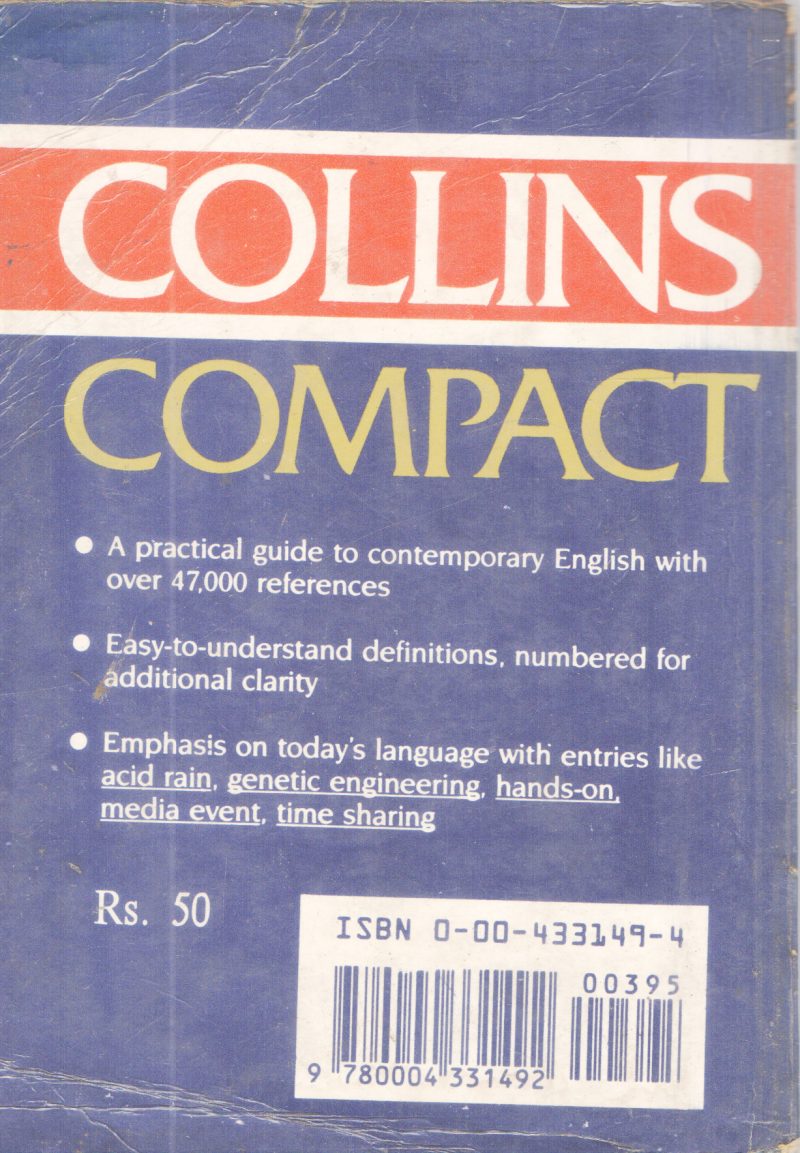 COLLINS
COMPACT
• A practical guide to contemporary English with
over 47,000 references
• Easy-to-understand definitions, numbered for
additional clarity
• Emphasis on today's language with entries like
acid rain, genetic engineering, hands-on,
media event, time sharing
Rs. 50
ISBN 0-00-433149-4
00395
9 780004 331492